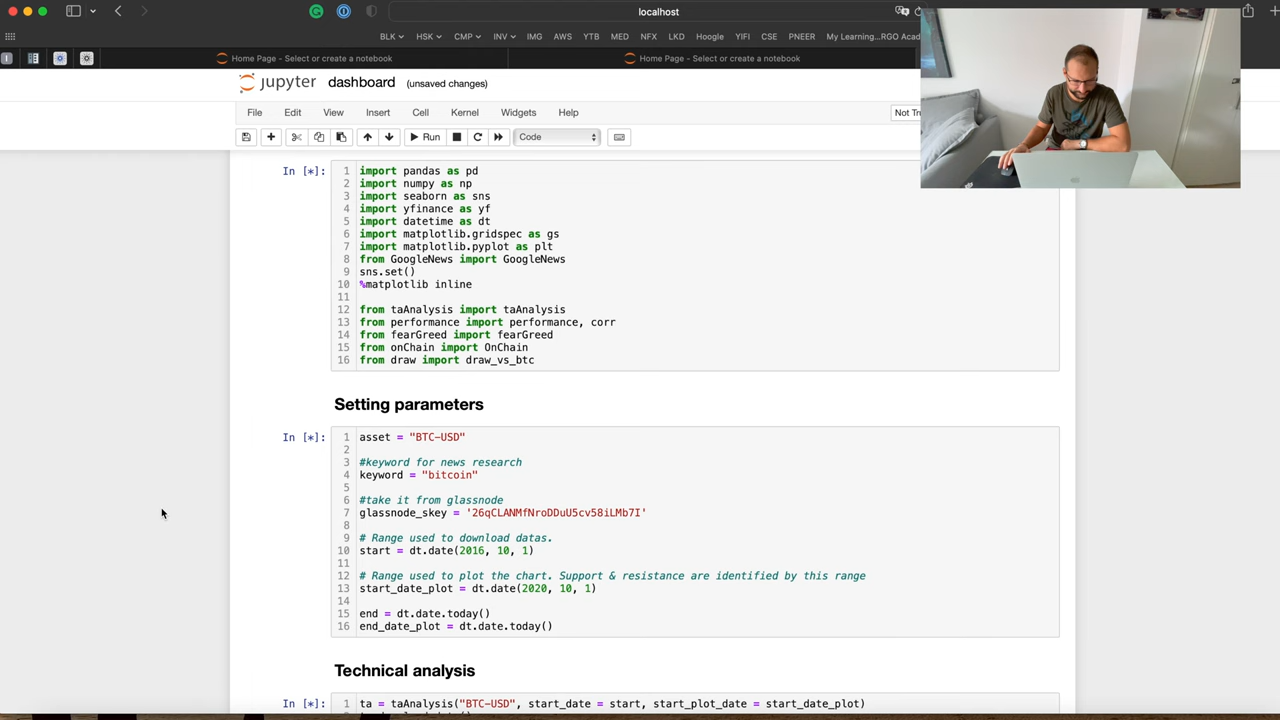 localhost
BLK HSK CMP INV IMG AWS YTB MED NFX LKD Hoogle YIFI CSE PNEER My Learning...RGO Acad
Home Page - Select or create a notebook Home Page - Select or create a notebook
jupyter dashboard (unsaved changes)
File Edit View Insert Cell Kernel Widgets Help Not Tru
Run Code
In [*]:
1 import pandas as pd
2 import numpy as np
3 import seaborn as sns
4 import yfinance as yf
5 import datetime as dt
6 import matplotlib.gridspec as gs
7 import matplotlib.pyplot as plt
8 from GoogleNews import GoogleNews
9 sns.set()
10 %matplotlib inline
11
12 from taAnalysis import taAnalysis
13 from performance import performance, corr
14 from fearGreed import fearGreed
15 from onChain import OnChain
16 from draw import draw_vs_btc
Setting parameters
In [*]:
1 asset = "BTC-USD"
2
3 #keyword for news research
4 keyword = "bitcoin"
5
6 #take it from glassnode
7 glassnode_skey = '26qCLANMfNroDDuU5cv58iLMb7I'
8
9 # Range used to download datas.
10 start = dt.date(2016, 10, 1)
11
12 # Range used to plot the chart. Support & resistance are identified by this range
13 start_date_plot = dt.date(2020, 10, 1)
14
15 end = dt.date.today()
16 end_date_plot = dt.date.today()
Technical analysis
In [*]:
1 ta = taAnalysis("BTC-USD", start_date = start, start_plot_date = start_date_plot)